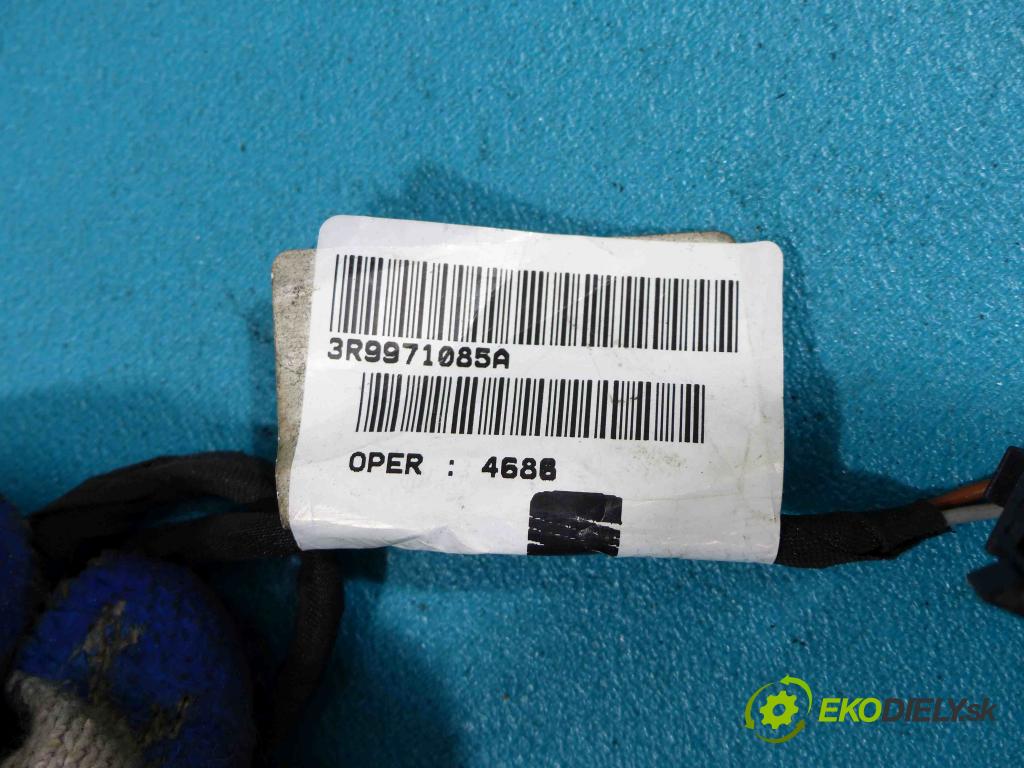 3R9971085A
OPER : 4686
EKODIELY.sk